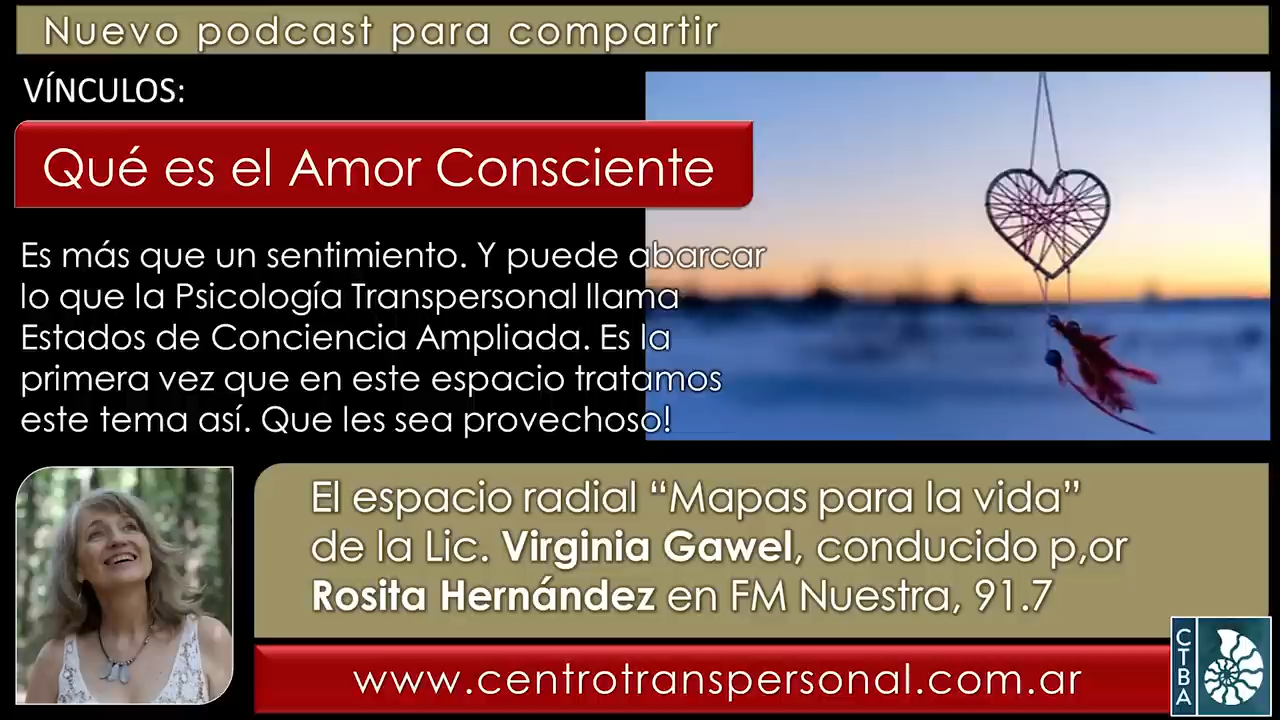 Nuevo podcast para compartir
VÍNCULOS:
Qué es el Amor Consciente
Es más que un sentimiento. Y puede abarcar
lo que la Psicología Transpersonal llama
Estados de Conciencia Ampliada. Es la
primera vez que en este espacio tratamos
este tema así. Que les sea provechoso!
El espacio radial “Mapas para la vida”
de la Lic. Virginia Gawel, conducido p,or
Rosita Hernández en FM Nuestra, 91.7
www.centrotranspersonal.com.ar
CTBA